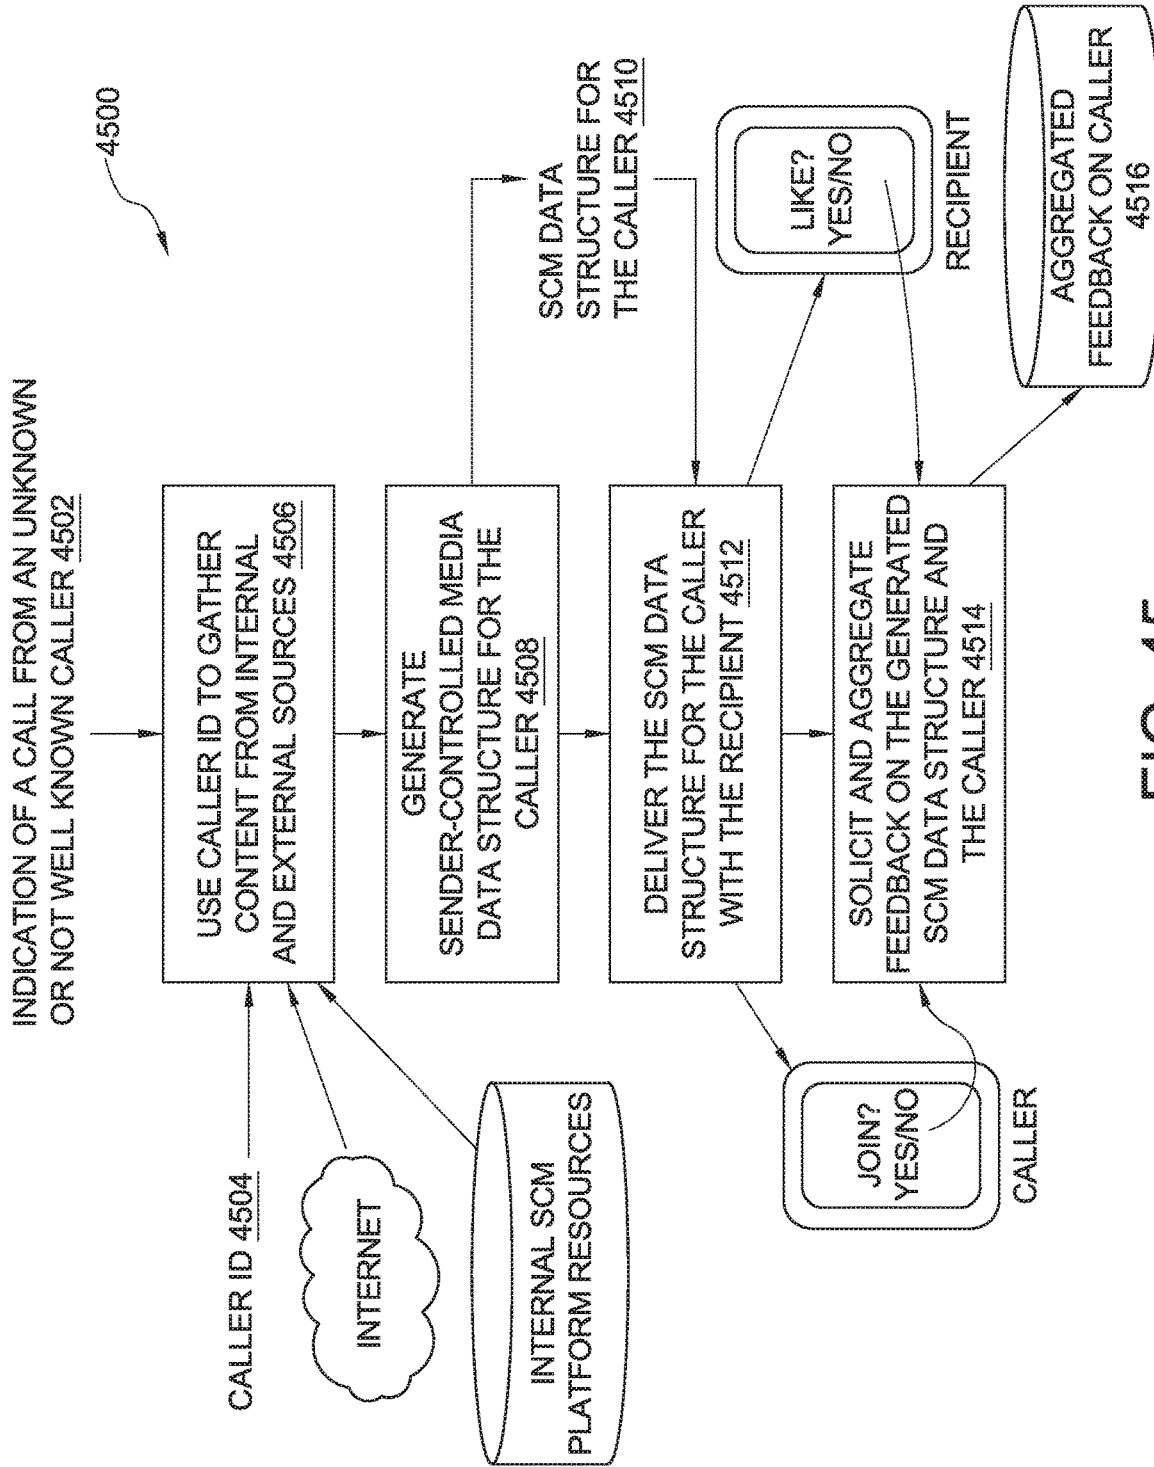 4500
INDICATION OF A CALL FROM AN UNKNOWN
OR NOT WELL KNOWN CALLER 4502
CALLER ID 4504
INTERNET
INTERNAL SCM
PLATFORM RESOURCES
USE CALLER ID TO GATHER
CONTENT FROM INTERNAL
AND EXTERNAL SOURCES 4506
GENERATE
SENDER-CONTROLLED MEDIA
DATA STRUCTURE FOR THE
CALLER 4508
SCM DATA
STRUCTURE FOR
THE CALLER 4510
DELIVER THE SCM DATA
STRUCTURE FOR THE CALLER
WITH THE RECIPIENT 4512
JOIN?
YES/NO
CALLER
LIKE?
YES/NO
RECIPIENT
SOLICIT AND AGGREGATE
FEEDBACK ON THE GENERATED
SCM DATA STRUCTURE AND
THE CALLER 4514
AGGREGATED
FEEDBACK ON CALLER
4516